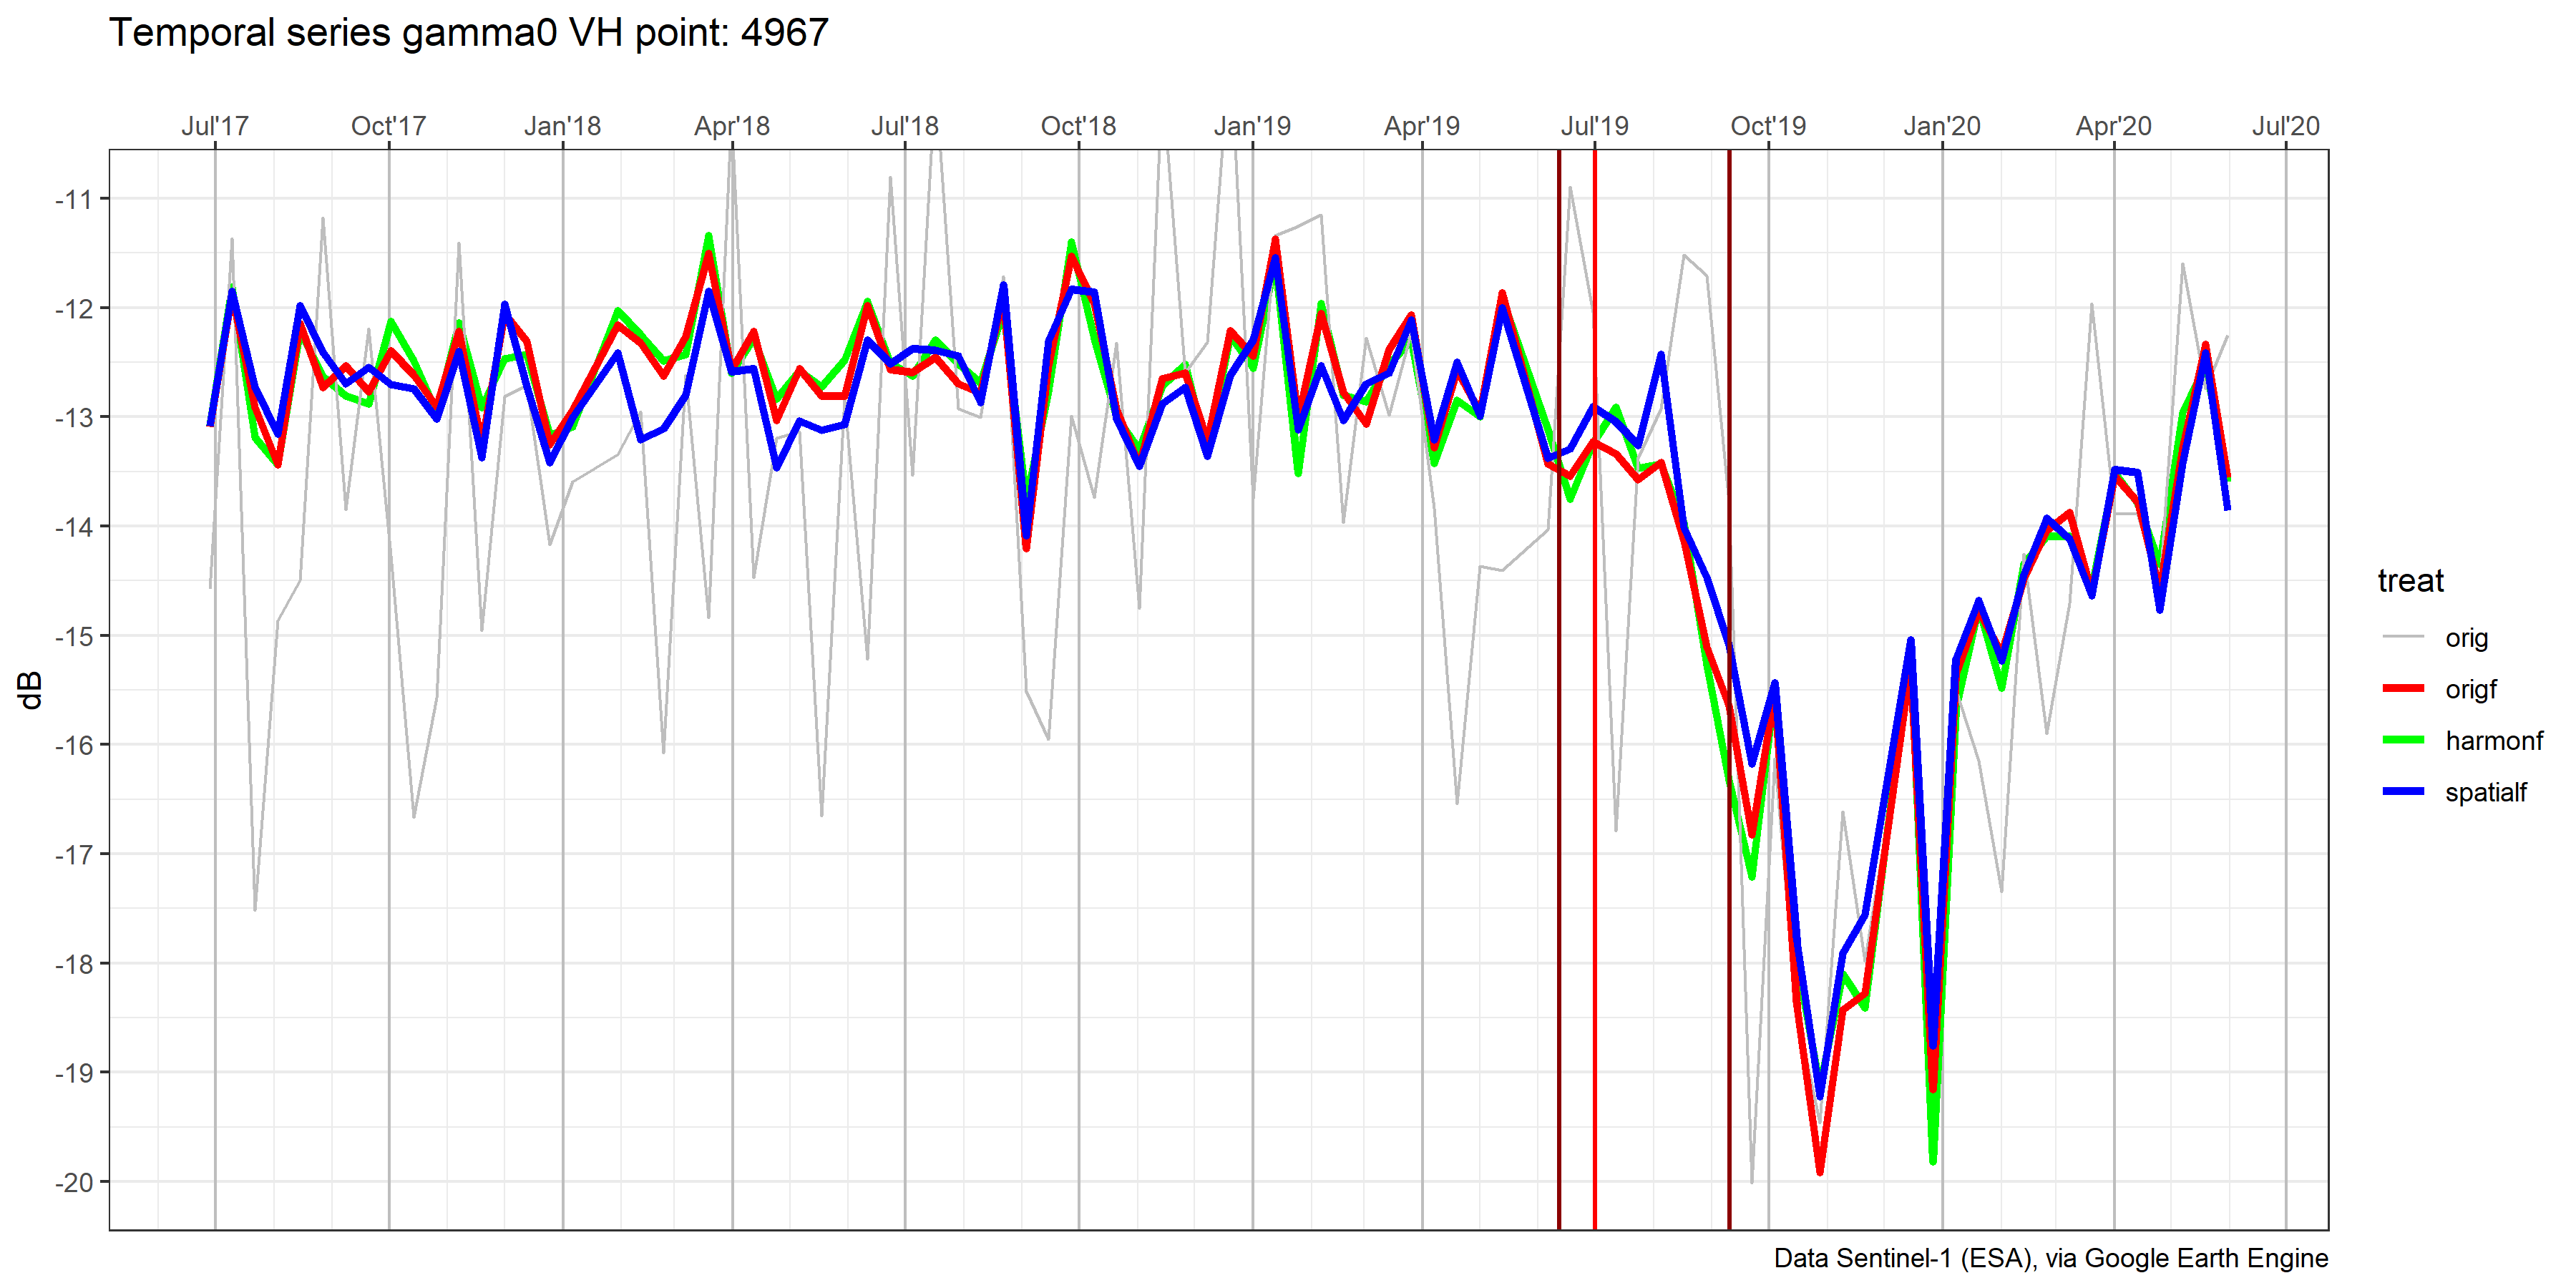 Temporal series gamma0 VH point: 4967
Jul'17 Oct'17 Jan'18 Apr'18 Jul'18 Oct'18 Jan'19 Apr'19 Jul'19 Oct'19 Jan'20 Apr'20 Jul'20
-11
-12
-13
-14
-15
-16
-17
-18
-19
-20
dB
treat
orig
origf
harmonf
spatialf
Data Sentinel-1 (ESA), via Google Earth Engine